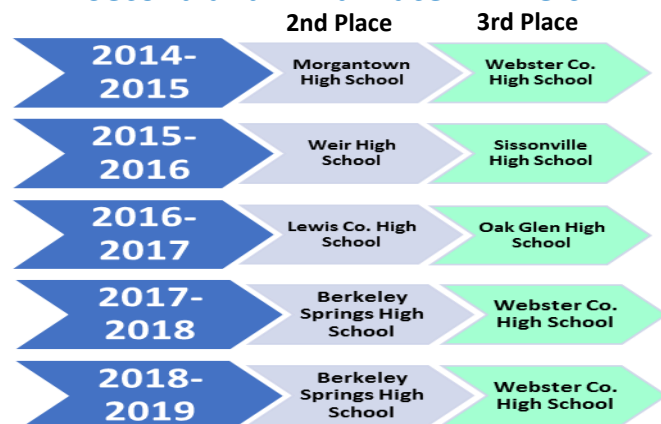 2nd Place 3rd Place
2014-
2015
Morgantown
High School
Webster Co.
High School
2015-
2016
Weir High
School
Sissonville
High School
2016-
2017
Lewis Co. High
School
Oak Glen High
School
2017-
2018
Berkeley
Springs High
School
Webster Co.
High School
2018-
2019
Berkeley
Springs High
School
Webster Co.
High School